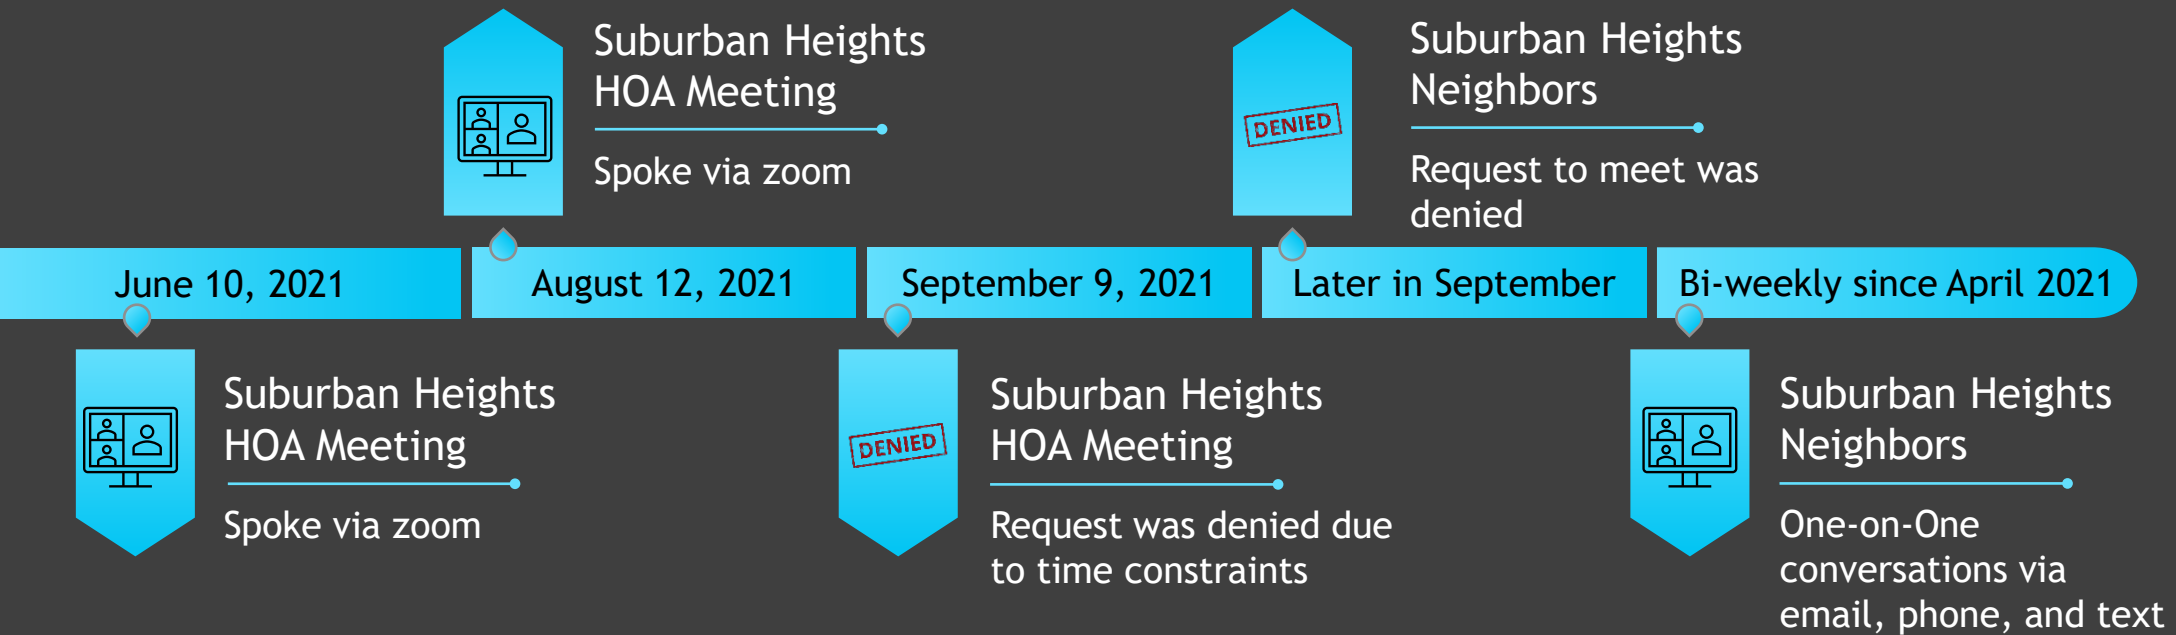 Suburban Heights
HOA Meeting
Spoke via zoom
DENIED
Suburban Heights
Neighbors
Request to meet was
denied
June 10, 2021
August 12, 2021
September 9, 2021
Later in September
Bi-weekly since April 2021
Suburban Heights
HOA Meeting
Spoke via zoom
DENIED
Suburban Heights
HOA Meeting
Request was denied due
to time constraints
Suburban Heights
Neighbors
One-on-One
conversations via
email, phone, and text